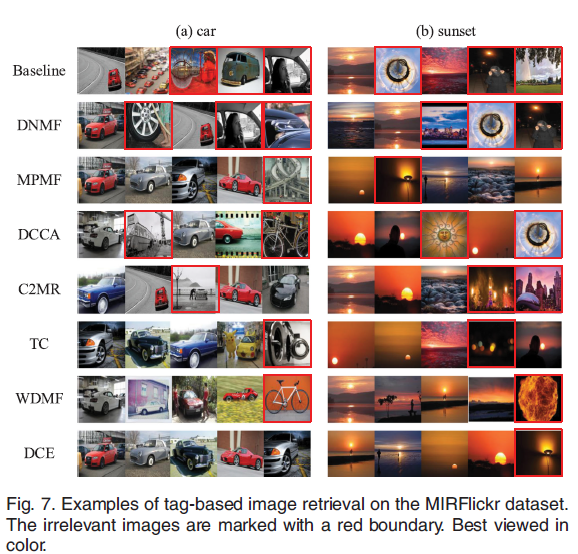 (a) car
(b) sunset
Baseline
DNMF
MPMF
DCCA
C2MR
TC
WDMF
DCE
Fig. 7. Examples of tag-based image retrieval on the MIRFlickr dataset.
The irrelevant images are marked with a red boundary. Best viewed in
color.